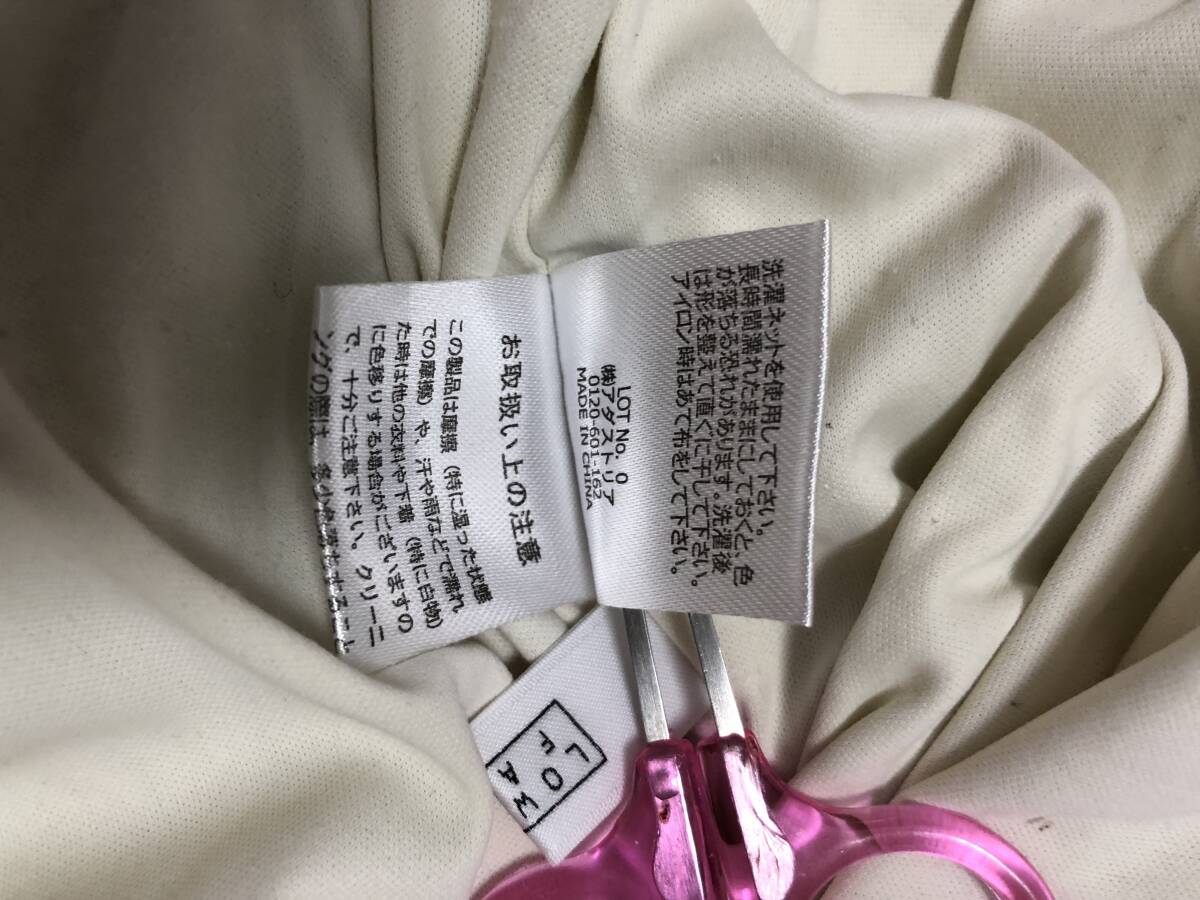 洗濯ネットを使用して下さい。
長時間濡れたままにしておくと、色
が落ちる恐れがあります。洗濯後
は形を整えて直ぐに干して下さい。
アイロン時はあて布をして下さい。
LOT No. 0
㈱アダストリア
0120-601-162
MADE IN CHINA
お取扱い上の注意
この製品は摩擦（特に湿った状態
での摩擦）や、汗や雨などで濡れ
た時は他の衣料や下着（特に白物）
に色移りする場合がございますの
で、十分ご注意下さい。クリーニ
ングの際は
LOW
FA